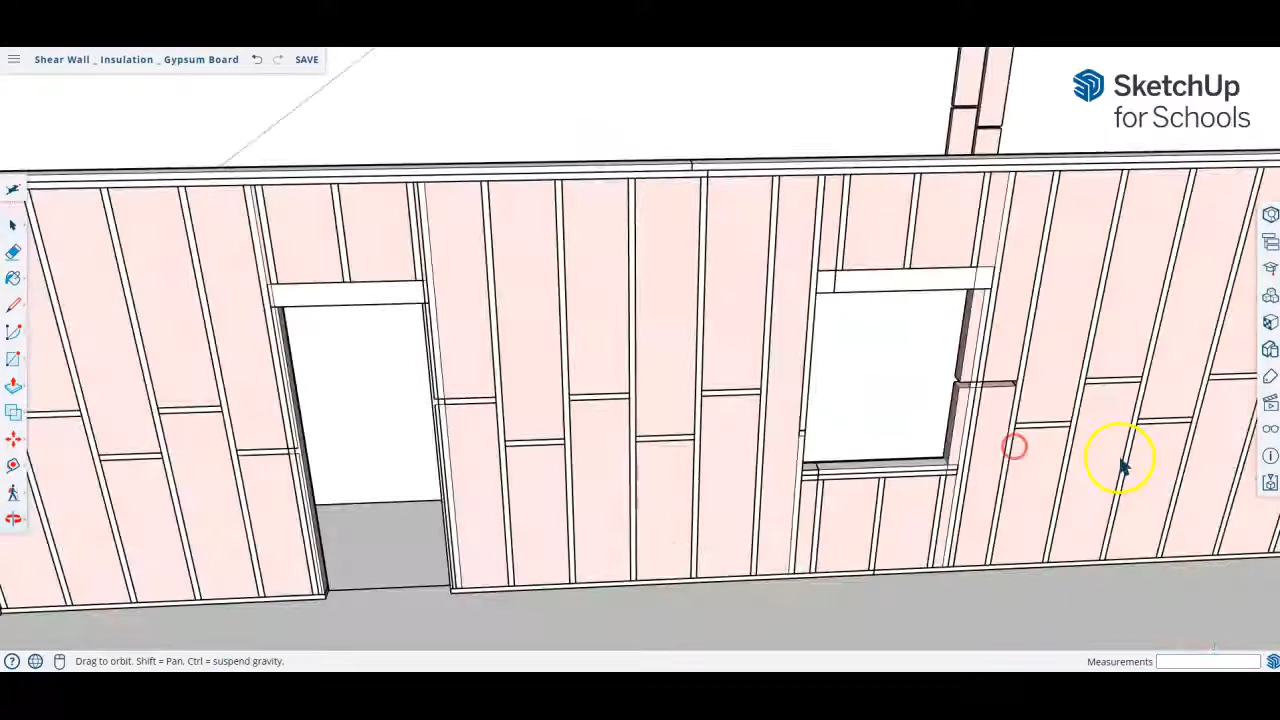 Shear Wall _ Insulation _ Gypsum Board
SAVE
SketchUp
for Schools
Drag to orbit. Shift = Pan, Ctrl = suspend gravity.
Measurements